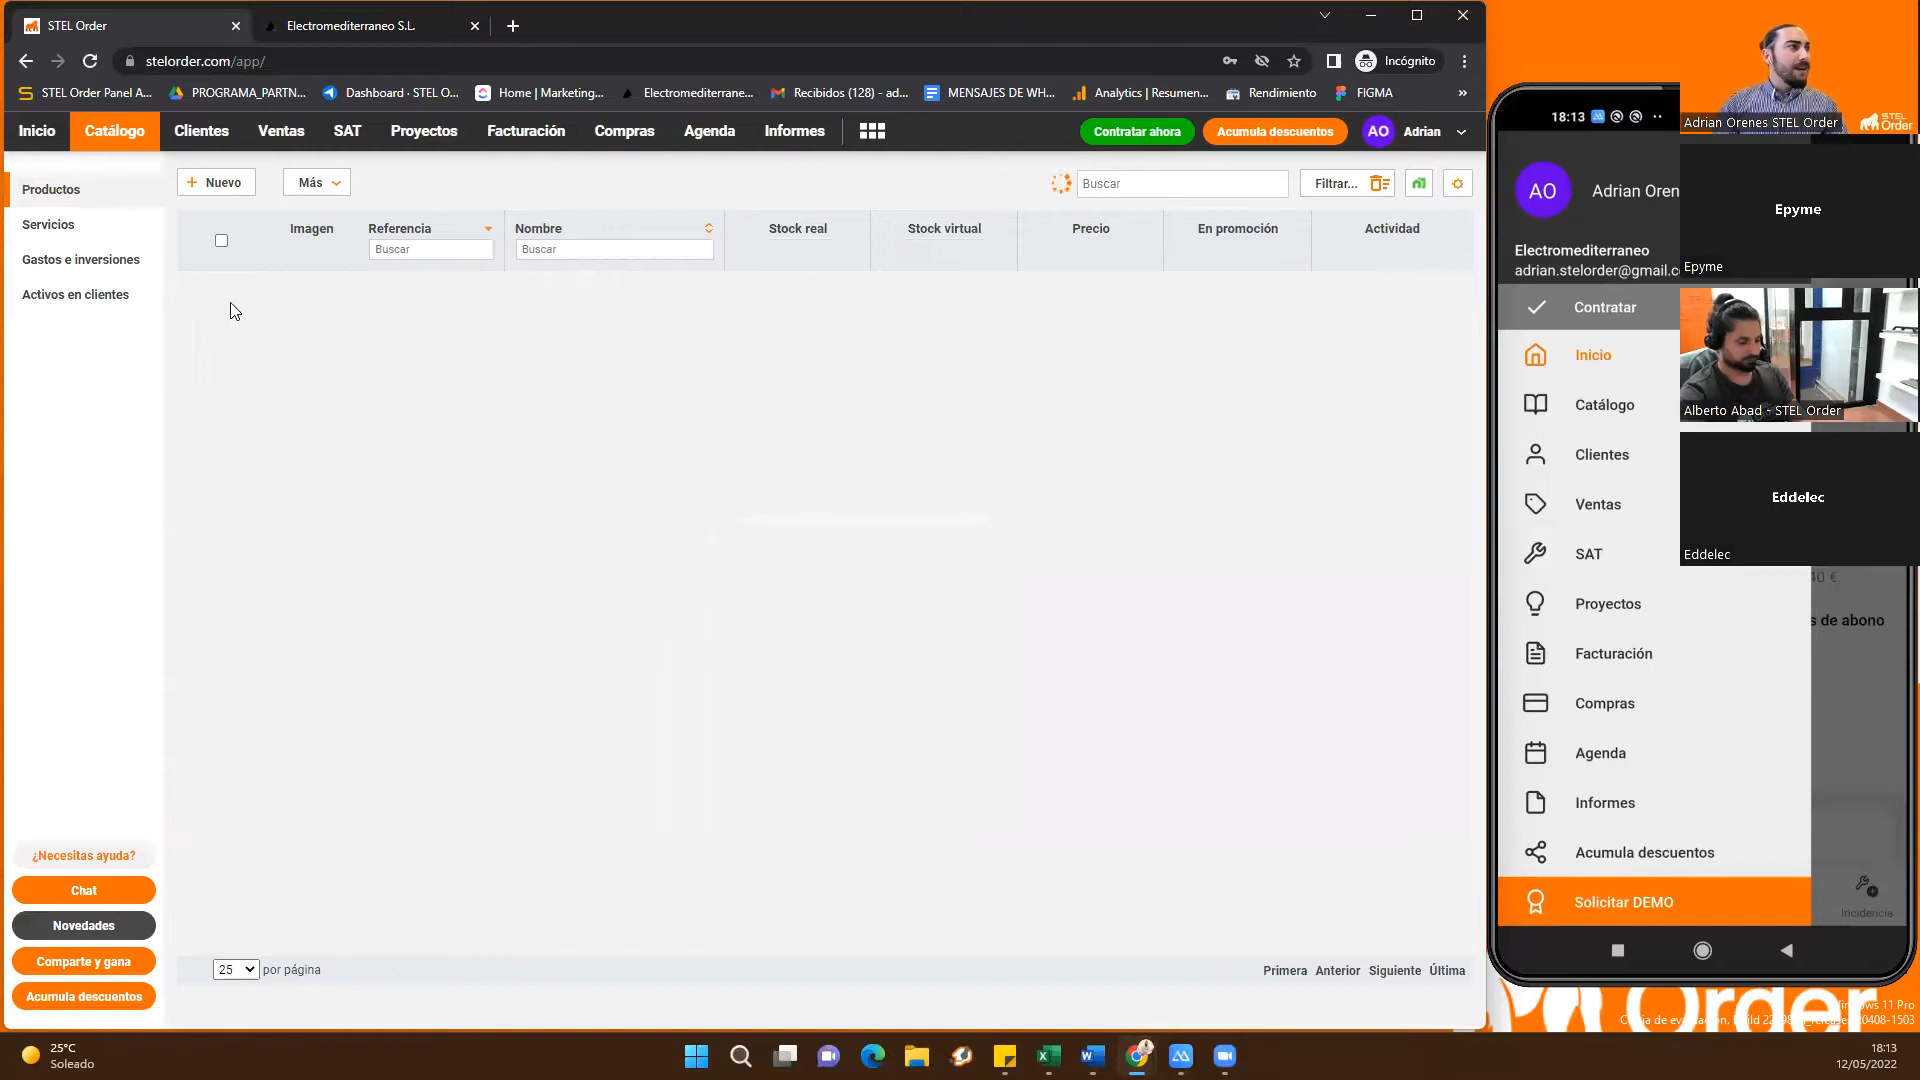 STEL Order
Electromediterraneo S.L.
stelorder.com/app/
Incógnito
STEL Order Panel A...
PROGRAMA_PARTN...
Dashboard · STEL O...
Home | Marketing...
Electromediterrane...
Recibidos (128) - ad...
MENSAJES DE WH...
Analytics | Resumen...
Rendimiento
FIGMA
»
Inicio
Catálogo
Clientes
Ventas
SAT
Proyectos
Facturación
Compras
Agenda
Informes
Contratar ahora
Acumula descuentos
AO
Adrian
Productos
Servicios
Gastos e inversiones
Activos en clientes
+ Nuevo
Más
Buscar
Filtrar...
Imagen
Referencia
Buscar
Nombre
Buscar
Stock real
Stock virtual
Precio
En promoción
Actividad
¿Necesitas ayuda?
Chat
Novedades
Comparte y gana
Acumula descuentos
25
por página
Primera Anterior Siguiente Última
18:13
AO
Adrian Oren
Electromediterraneo
adrian.stelorder@gmail.c
Contratar
Inicio
Catálogo
Clientes
Ventas
SAT
Proyectos
Facturación
Compras
Agenda
Informes
Acumula descuentos
Solicitar DEMO
s de abono
Incidencia
Adrian Orenes STEL Order
STEL
Order
Epyme
Epyme
Alberto Abad - STEL Order
Eddelec
Eddelec
Order
25°C
Soleado
18:13
12/05/2022